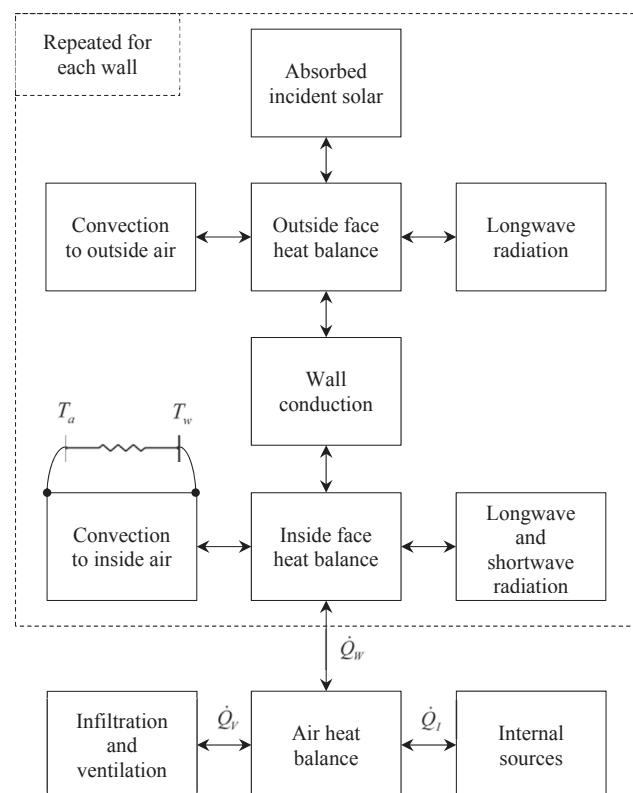 Repeated for
each wall
Absorbed
incident solar
Convection
to outside air
Outside face
heat balance
Longwave
radiation
Wall
conduction
T_a
T_w
Convection
to inside air
Inside face
heat balance
Longwave
and
shortwave
radiation
Q̇_W
Infiltration
and
ventilation
Q̇_V
Air heat
balance
Q̇_I
Internal
sources